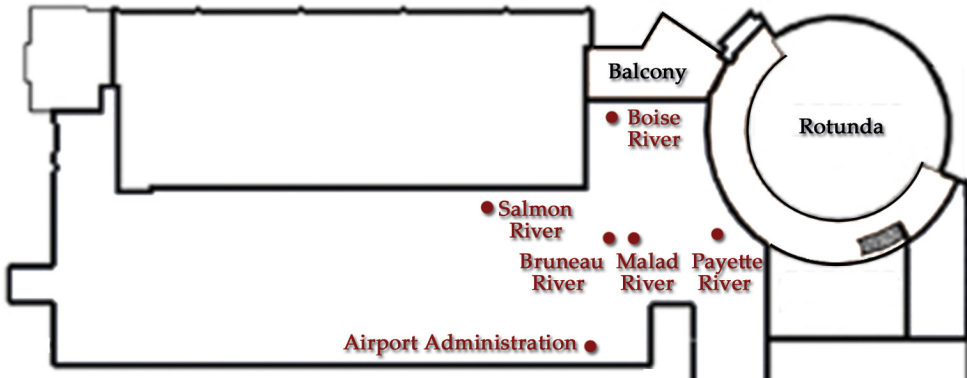 Balcony
Boise
River
Rotunda
Salmon
River
Bruneau
River
Malad
River
Payette
River
Airport Administration